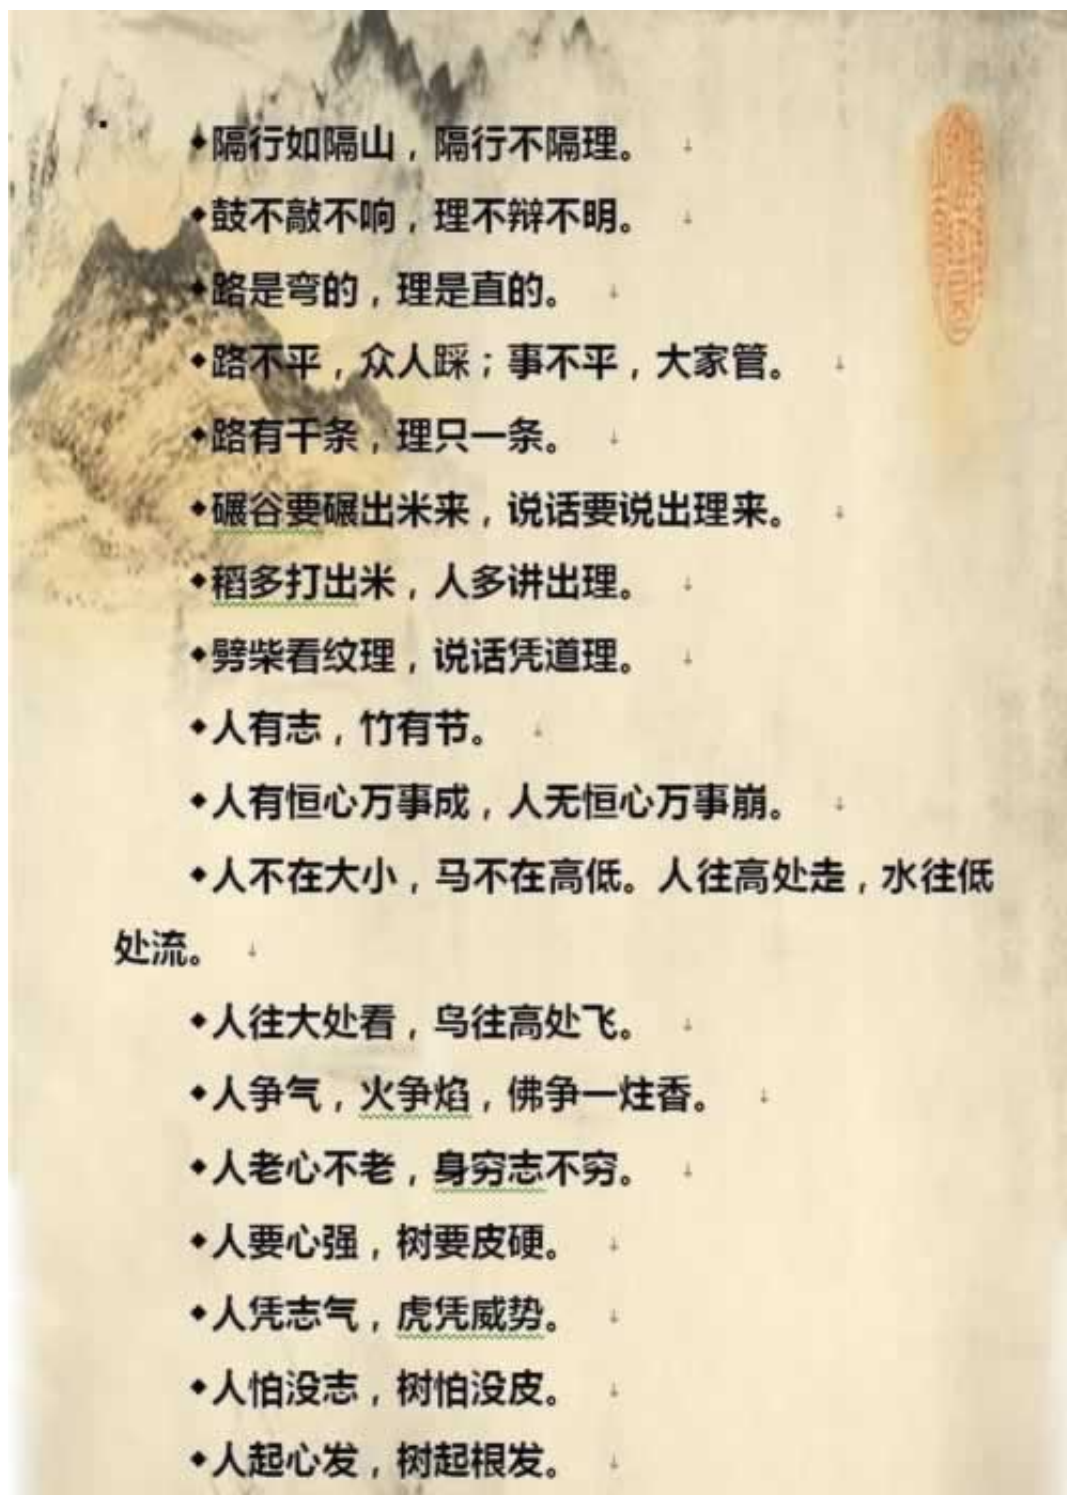 ◆隔行如隔山，隔行不隔理。
◆鼓不敲不响，理不辩不明。
◆路是弯的，理是直的。
◆路不平，众人踩；事不平，大家管。
◆路有千条，理只一条。
◆碾谷要碾出米来，说话要说出理来。
◆稻多打出米，人多讲出理。
◆劈柴看纹理，说话凭道理。
◆人有志，竹有节。
◆人有恒心万事成，人无恒心万事崩。
◆人不在大小，马不在高低。人往高处走，水往低
处流。
◆人往大处看，鸟往高处飞。
◆人争气，火争焰，佛争一炷香。
◆人老心不老，身穷志不穷。
◆人要心强，树要皮硬。
◆人凭志气，虎凭威势。
◆人怕没志，树怕没皮。
◆人起心发，树起根发。